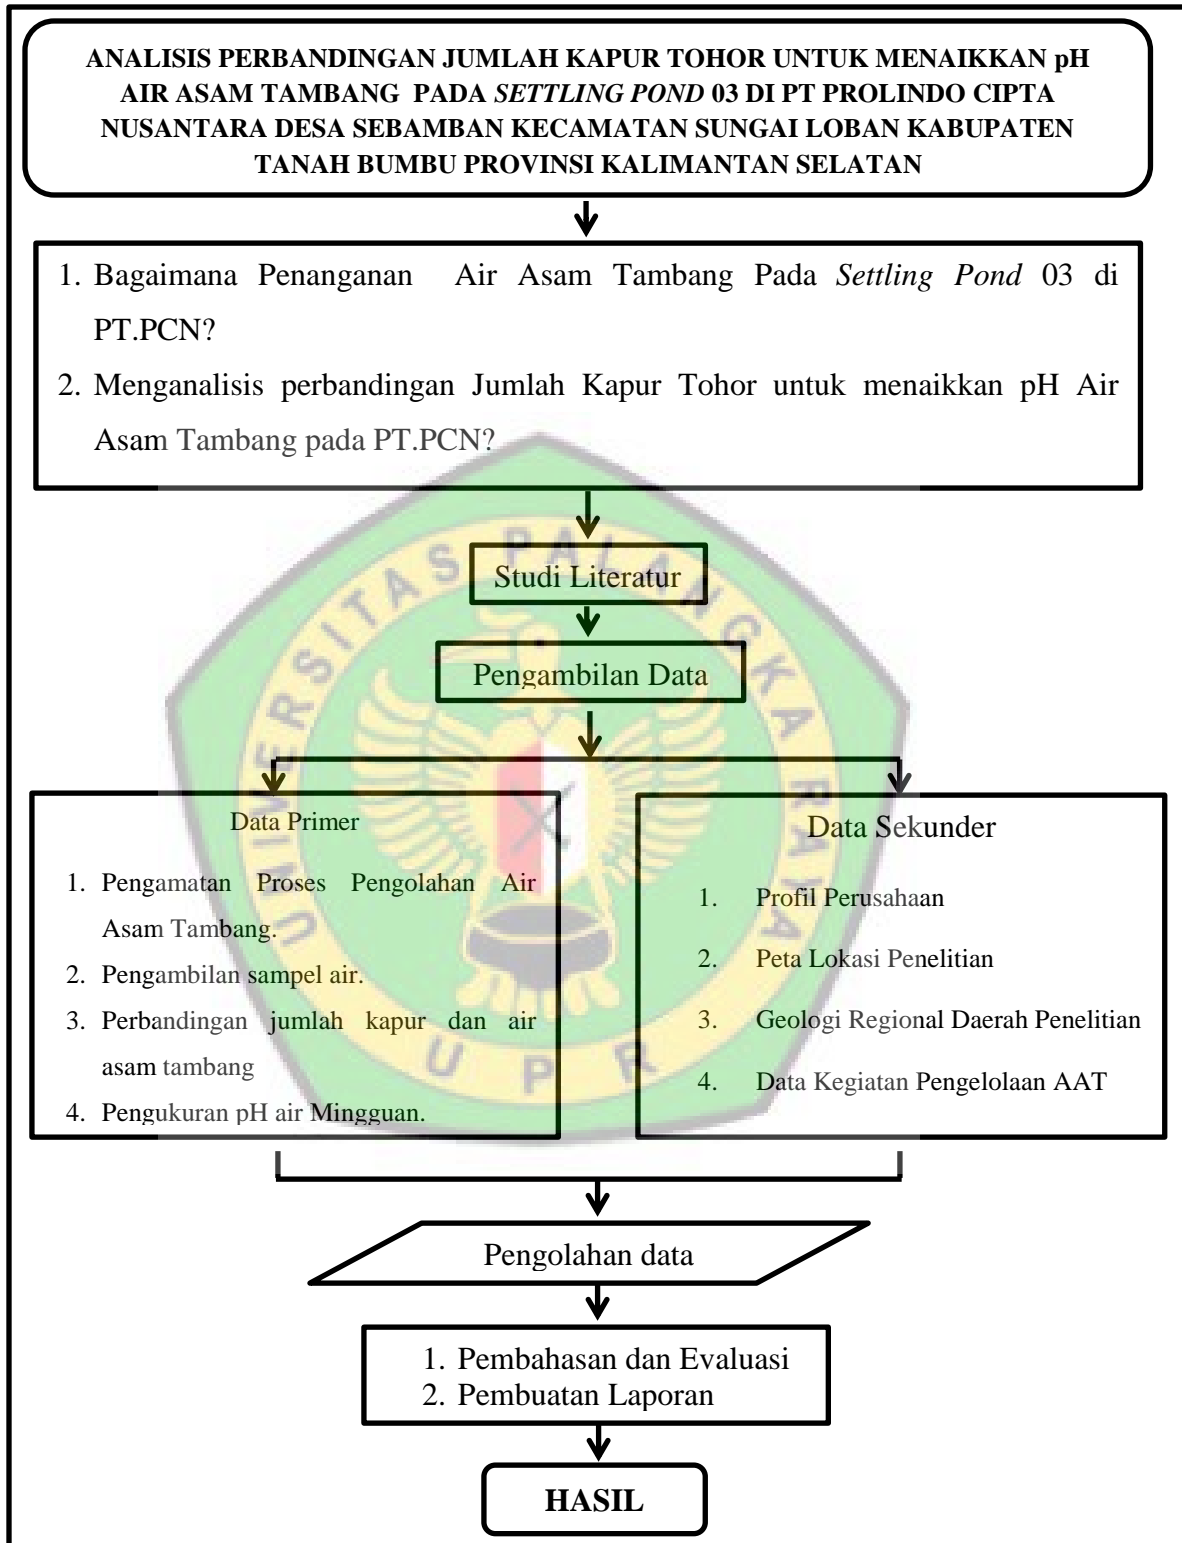 ANALISIS PERBANDINGAN JUMLAH KAPUR TOHOR UNTUK MENAIKKAN pH
AIR ASAM TAMBANG PADA SETTLING POND 03 DI PT PROLINDO CIPTA
NUSANTARA DESA SEBAMBAN KECAMATAN SUNGAI LOBAN KABUPATEN
TANAH BUMBU PROVINSI KALIMANTAN SELATAN
1. Bagaimana Penanganan Air Asam Tambang Pada Settling Pond 03 di
PT.PCN?
2. Menganalisis perbandingan Jumlah Kapur Tohor untuk menaikkan pH Air
Asam Tambang pada PT.PCN?
UNIVERSITAS PALANGKA RAYA
Studi Literatur
Pengambilan Data
Data Primer
1. Pengamatan Proses Pengolahan Air
Asam Tambang.
2. Pengambilan sampel air.
3. Perbandingan jumlah kapur dan air
asam tambang
4. Pengukuran pH air Mingguan.
Data Sekunder
1. Profil Perusahaan
2. Peta Lokasi Penelitian
3. Geologi Regional Daerah Penelitian
4. Data Kegiatan Pengelolaan AAT
UPR
Pengolahan data
1. Pembahasan dan Evaluasi
2. Pembuatan Laporan
HASIL